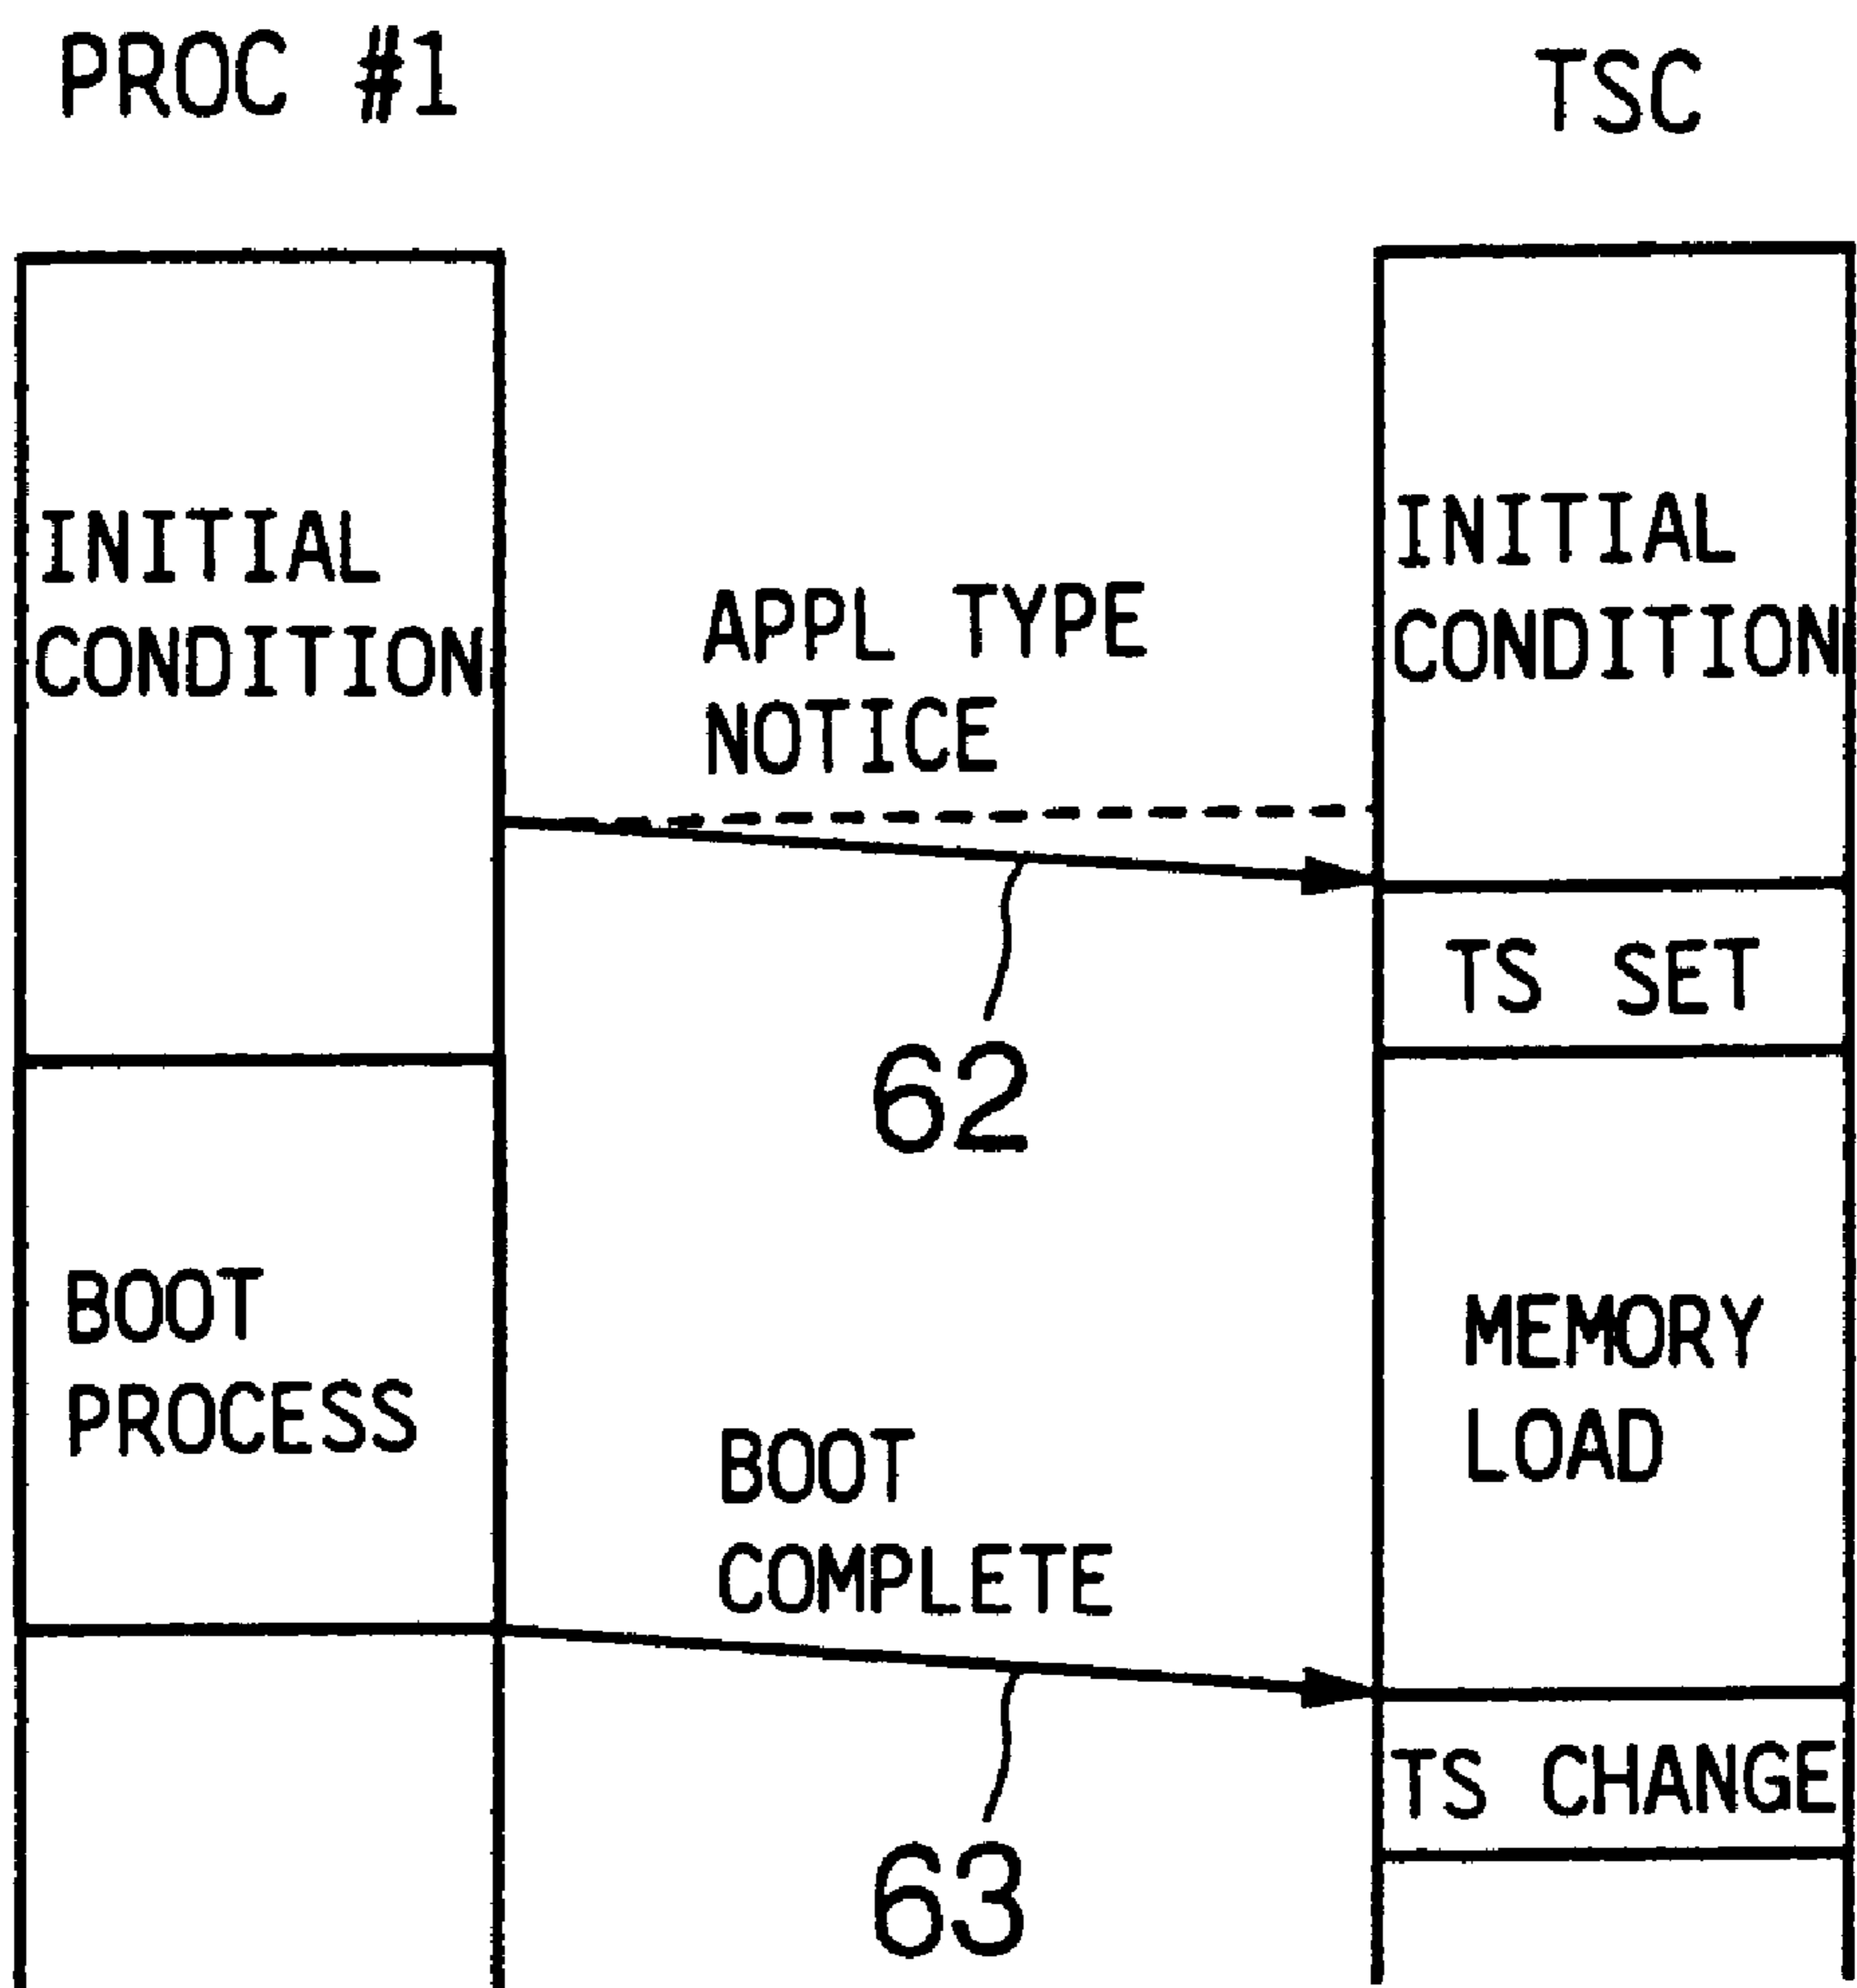 PROC #1
TSC
INITIAL
CONDITION
APPL TYPE
NOTICE
INITIAL
CONDITION
62
TS SET
BOOT
PROCESS
MEMORY
LOAD
BOOT
COMPLETE
63
TS CHANGE